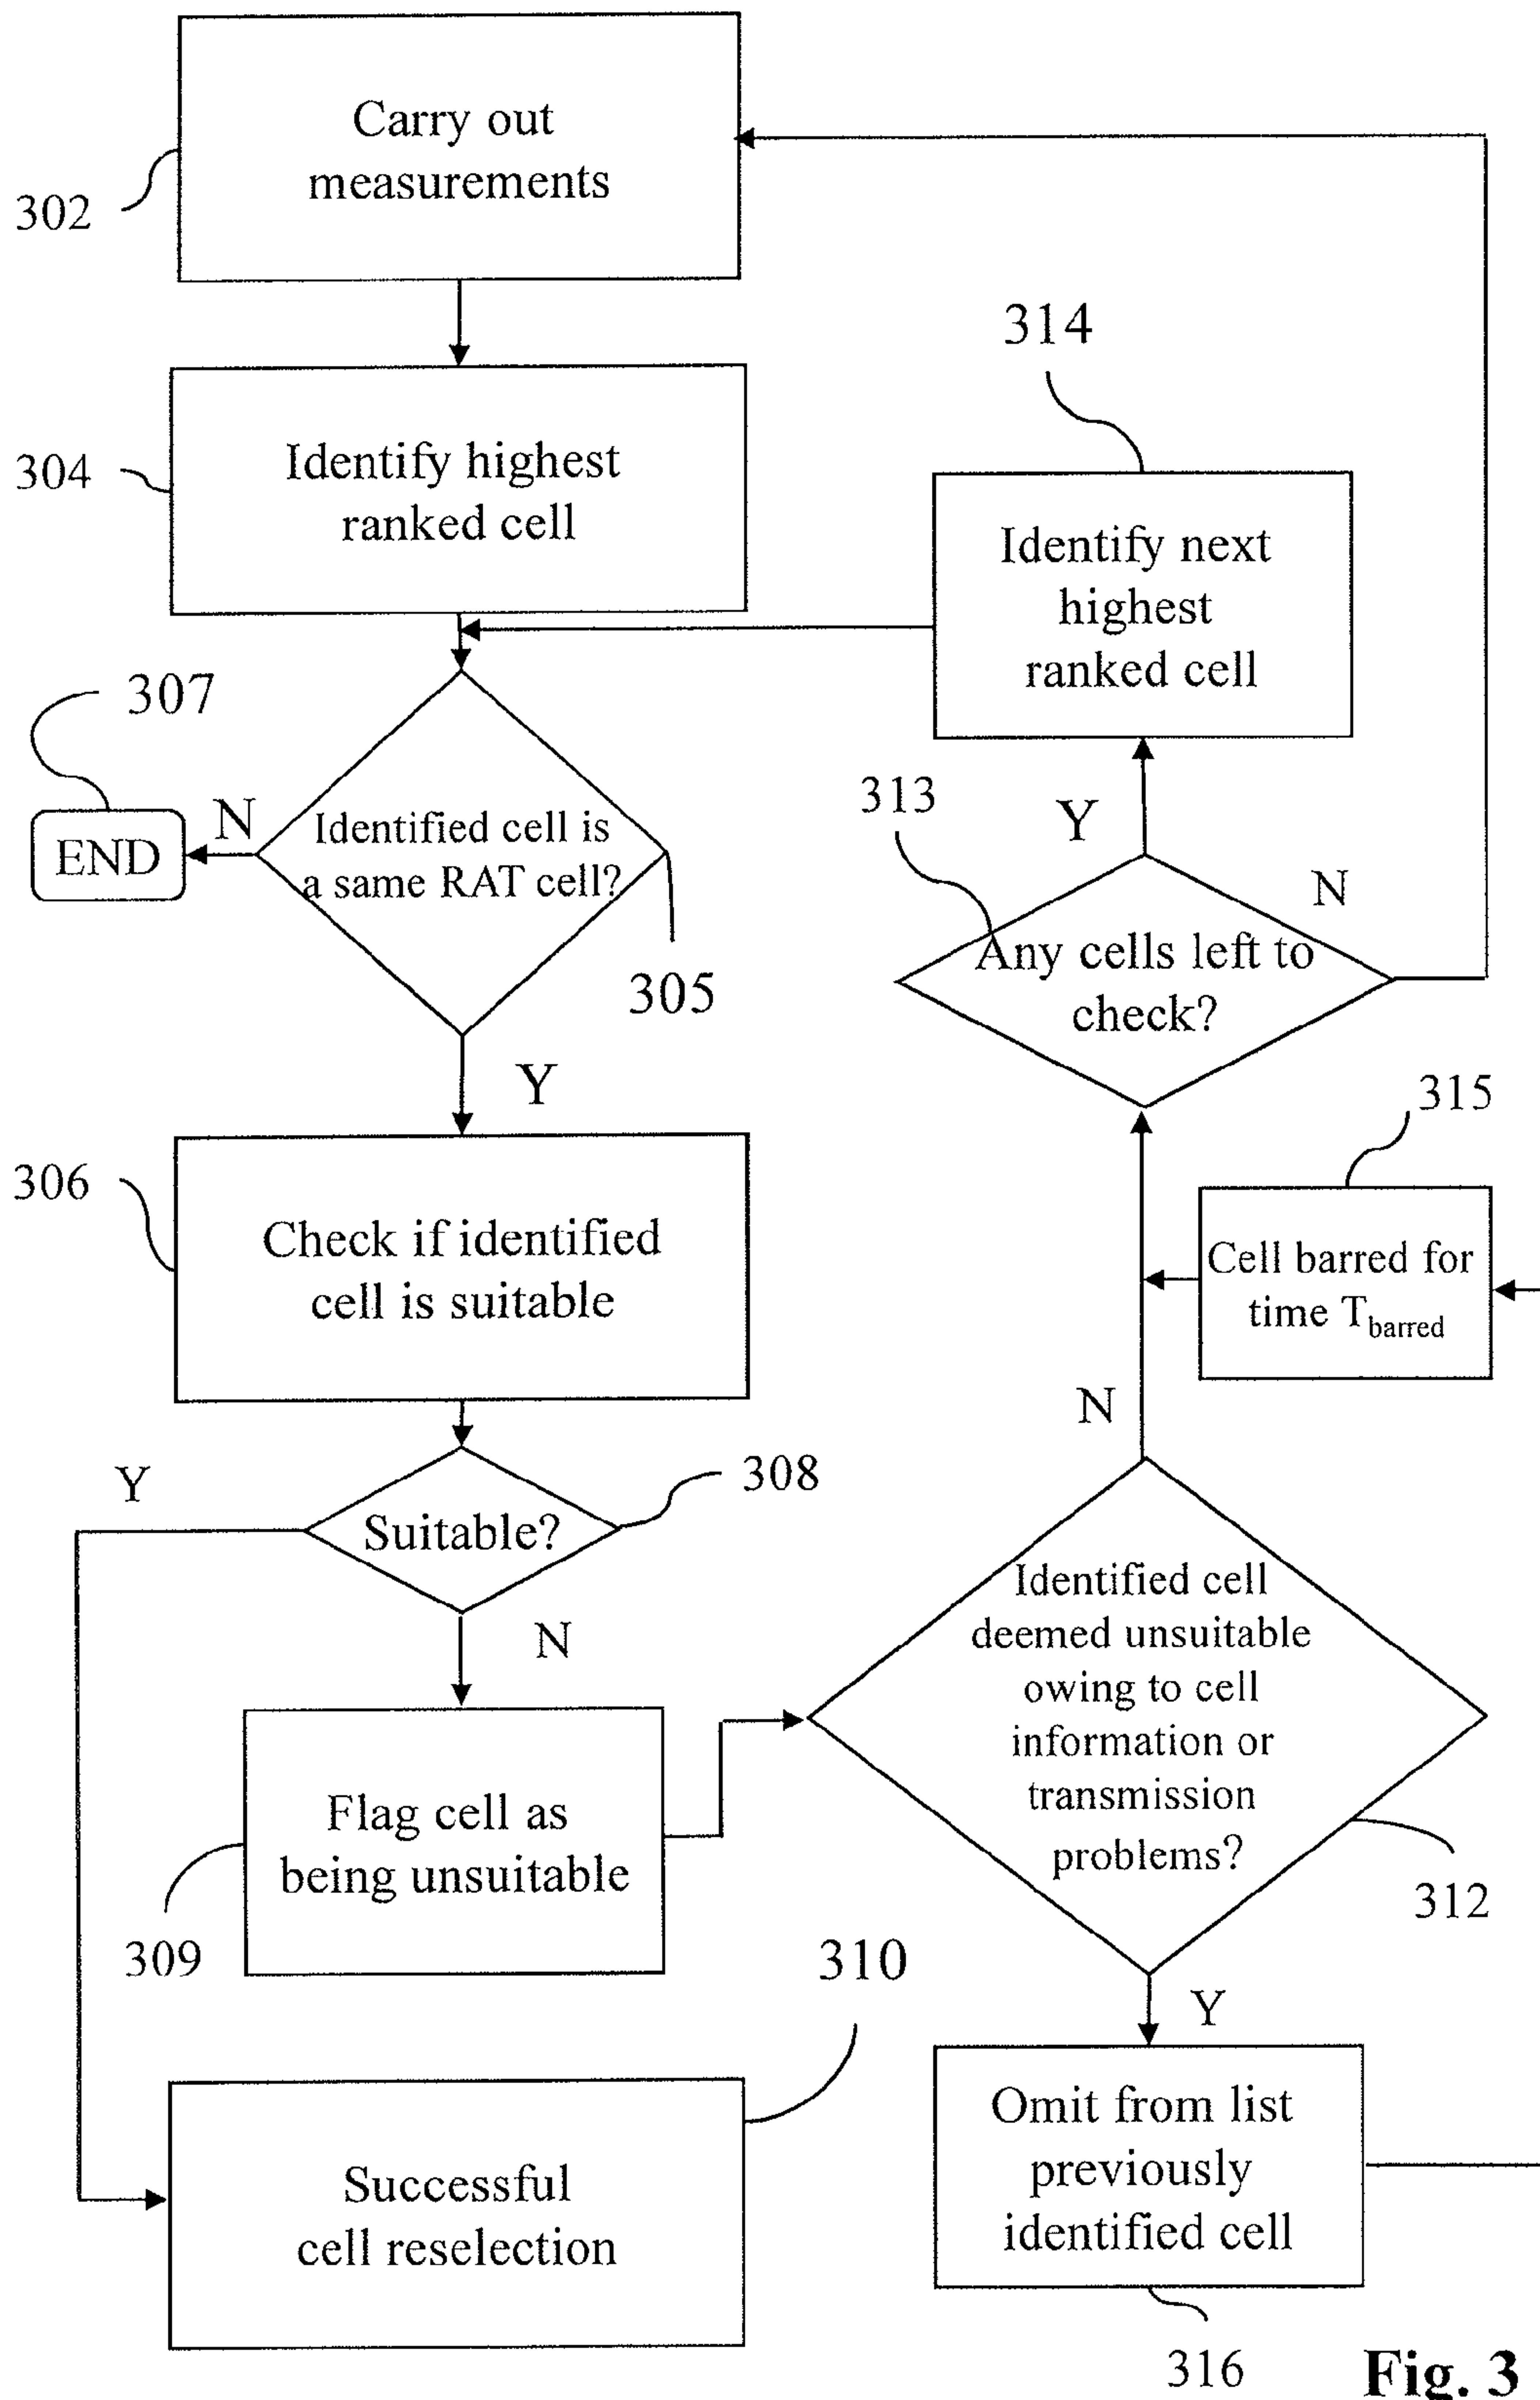 Carry out
measurements
302
304
Identify highest
ranked cell
314
Identify next
highest
ranked cell
307
END
N
Identified cell is
a same RAT cell?
305
Y
313
Y
N
Any cells left to
check?
306
Check if identified
cell is suitable
315
Cell barred for
time Tbarred
N
Y
Suitable?
308
N
Flag cell as
being unsuitable
309
Identified cell
deemed unsuitable
owing to cell
information or
transmission
problems?
312
Y
310
Successful
cell reselection
Omit from list
previously
identified cell
316
Fig. 3